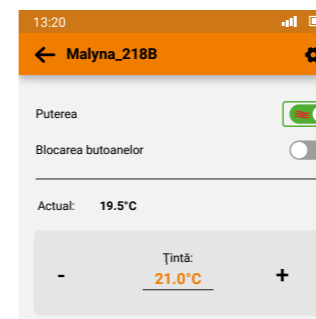 13:20
Malyna_218B
Puterea
Blocarea butoanelor
Actual: 19.5°C
Țintă:
- 21.0°C +